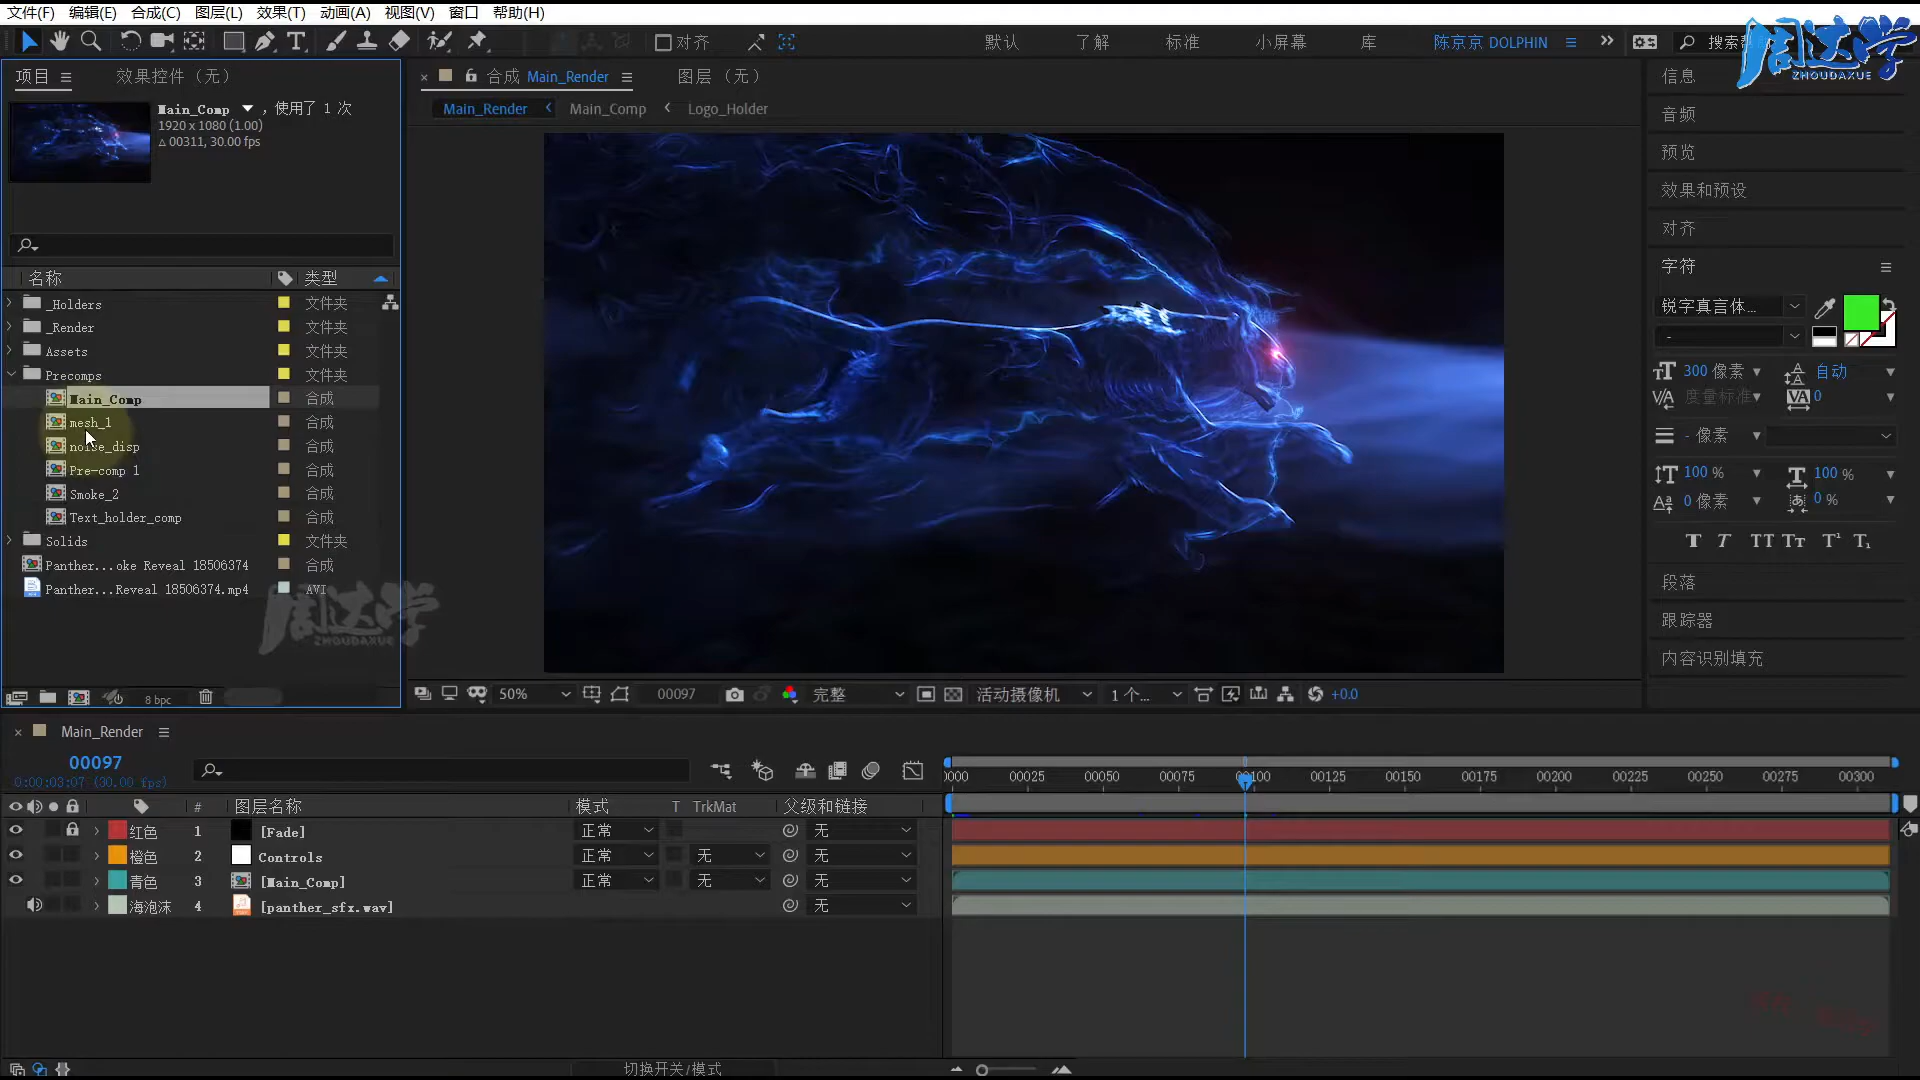 文件(F) 编辑(E) 合成(C) 图层(L) 效果(T) 动画(A) 视图(V) 窗口 帮助(H)
对齐 默认 了解 标准 小屏幕 库 陈京京 DOLPHIN
周达学
ZHOUDAXUE
项目 效果控件 (无)
合成 Main_Render 图层 (无)
Main_Render Main_Comp Logo_Holder
Main_Comp , 使用了 1 次
1920 x 1080 (1.00)
△ 00311, 30.00 fps
名称 类型
_Holders 文件夹
_Render 文件夹
Assets 文件夹
Precomps 文件夹
Main_Comp 合成
mesh_1 合成
noise_disp 合成
Pre-comp 1 合成
Smoke_2 合成
Text_holder_comp 合成
Solids 文件夹
Panther...oke Reveal 18506374 合成
Panther...Reveal 18506374.mp4 AVI
周达学
ZHOUDAXUE
8 bpc
50% 00097 完整 活动摄像机 1 个... +0.0
信息
音频
预览
效果和预设
对齐
字符
锐字真言体...
-
300 像素 自动
度量标准 0
- 像素
100 % 100 %
0 像素 0 %
T T TT Tт T¹ T₁
段落
跟踪器
内容识别填充
Main_Render
00097
0:00:03:07 (30.00 fps)
0000 00025 00050 00075 00100 00125 00150 00175 00200 00225 00250 00275 00300
# 图层名称 模式 T TrkMat 父级和链接
红色 1 [Fade] 正常 无
橙色 2 Controls 正常 无 无
青色 3 [Main_Comp] 正常 无 无
海泡沫 4 [panther_sfx.wav] 无
切换开关/模式